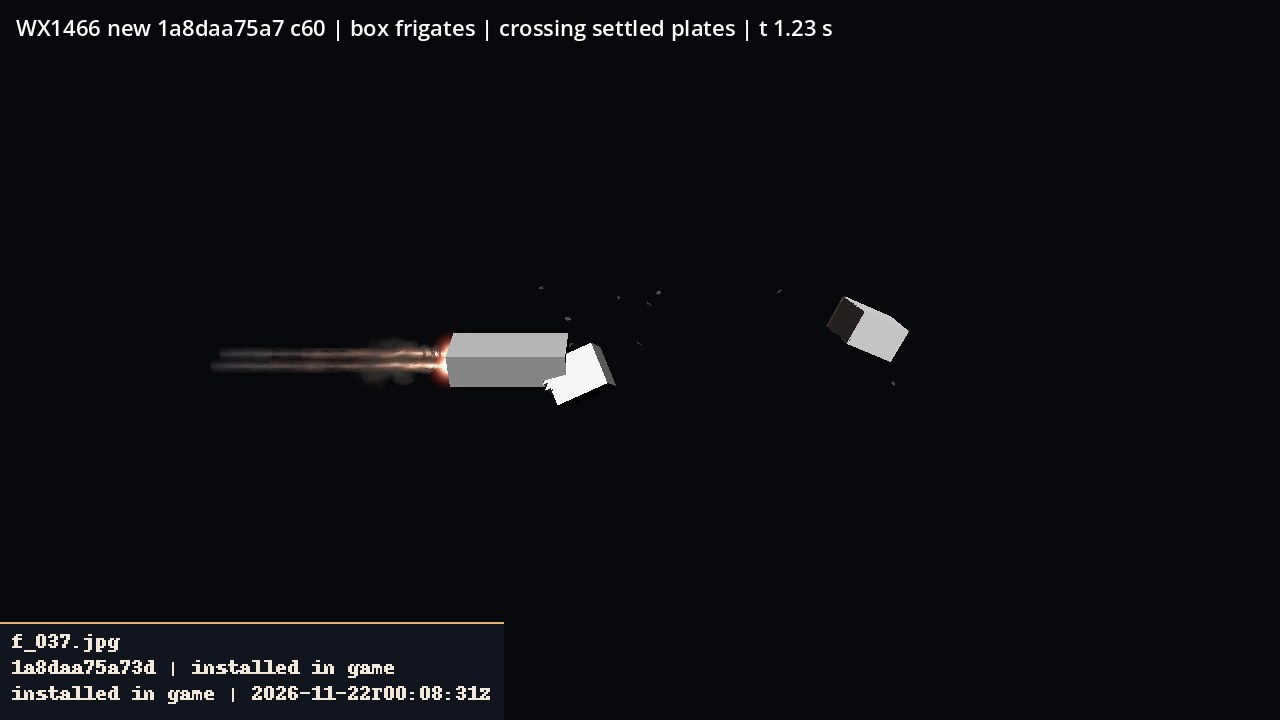 WX1466 new 1a8daa75a7 c60 | box frigates | crossing settled plates | t 1.23 s
f_037.jpg
1a8daa75a73d | installed in game
installed in game | 2026-11-22T00:08:31Z